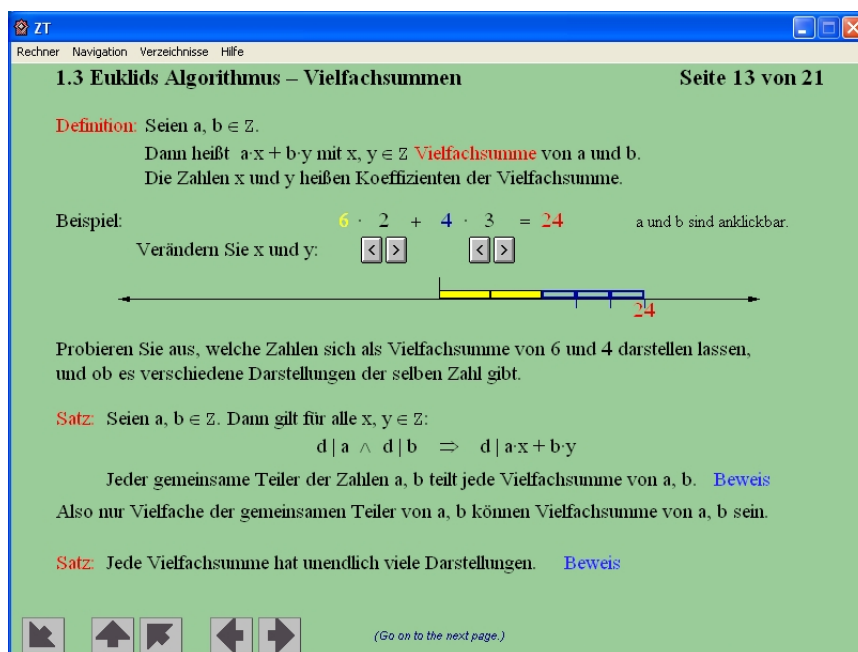 ZT
Rechner Navigation Verzeichnisse Hilfe
1.3 Euklids Algorithmus – Vielfachsummen Seite 13 von 21
Definition: Seien a, b ∈ Z.
Dann heißt a·x + b·y mit x, y ∈ Z Vielfachsumme von a und b.
Die Zahlen x und y heißen Koeffizienten der Vielfachsumme.
Beispiel: 6 · 2 + 4 · 3 = 24 a und b sind anklickbar.
Verändern Sie x und y: < > < >
24
Probieren Sie aus, welche Zahlen sich als Vielfachsumme von 6 und 4 darstellen lassen,
und ob es verschiedene Darstellungen der selben Zahl gibt.
Satz: Seien a, b ∈ Z. Dann gilt für alle x, y ∈ Z:
d | a ∧ d | b ⇒ d | a·x + b·y
Jeder gemeinsame Teiler der Zahlen a, b teilt jede Vielfachsumme von a, b. Beweis
Also nur Vielfache der gemeinsamen Teiler von a, b können Vielfachsumme von a, b sein.
Satz: Jede Vielfachsumme hat unendlich viele Darstellungen. Beweis
(Go on to the next page.)